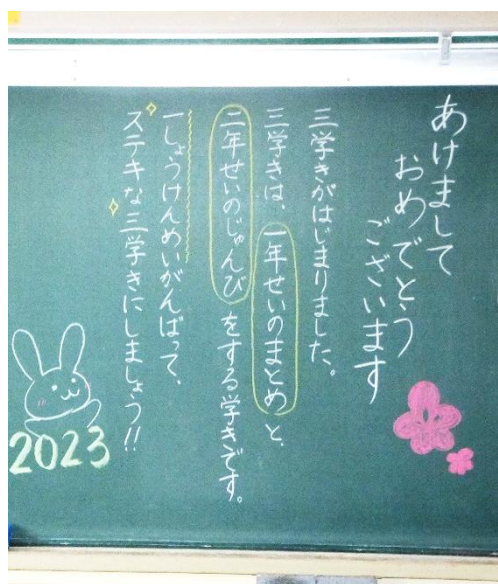 あけまして
おめでとう
ございます
三学きがはじまりました。
三学きは、一年せいのまとめと、
二年せいのじゅんびをする学きです。
一しょうけんめいがんばって、
ステキな三学きにしましょう!!
2023